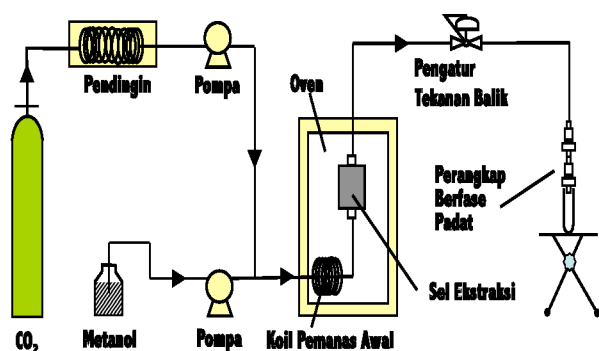 Pendingin
Pompa
Oven
Pengatur
Tekanan Balik
Perangkap
Berfase
Padat
Sel Ekstraksi
CO₂
Metanol
Pompa
Koil Pemanas Awal